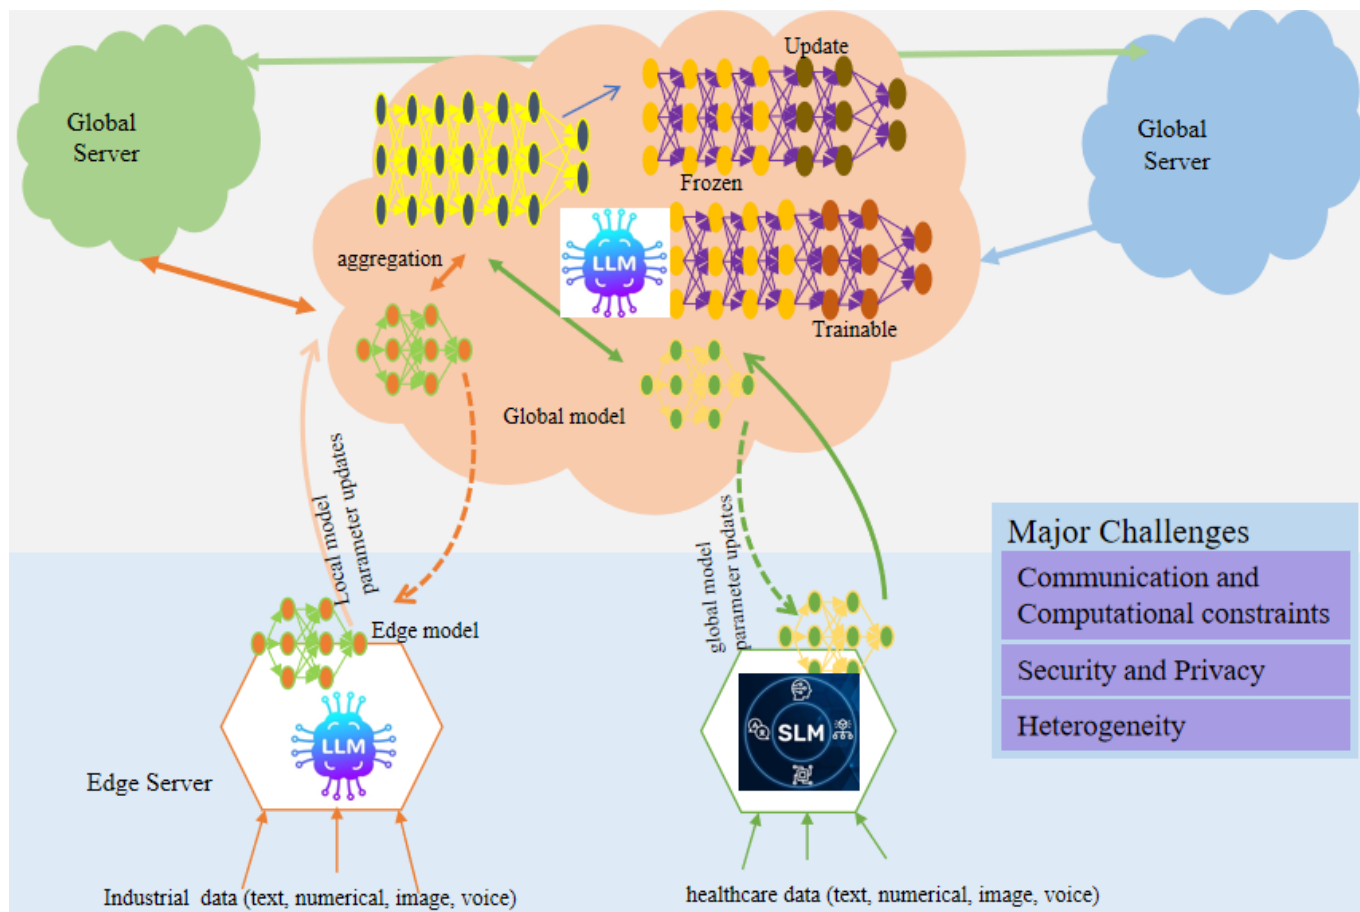 Update
Global
Server
Global
Server
Frozen
aggregation
LLM
Trainable
Global model
Local model
parameter updates
global model
parameter updates
Major Challenges
Communication and
Computational constraints
Security and Privacy
Heterogeneity
Edge model
LLM
SLM
Edge Server
Industrial data (text, numerical, image, voice)
healthcare data (text, numerical, image, voice)